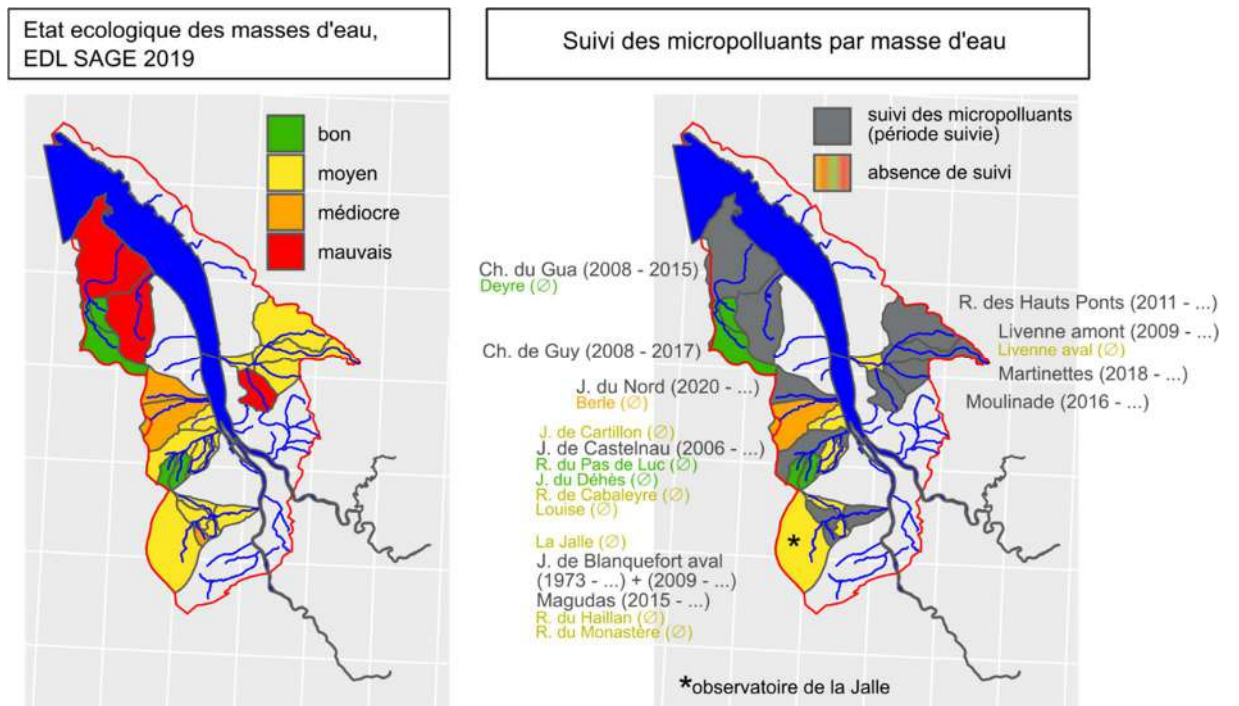 Etat ecologique des masses d'eau,
EDL SAGE 2019
bon
moyen
médiocre
mauvais
Suivi des micropolluants par masse d'eau
suivi des micropolluants
(période suivie)
absence de suivi
Ch. du Gua (2008 - 2015)
Deyre (∅)
Ch. de Guy (2008 - 2017)
J. du Nord (2020 - ...)
Berle (∅)
J. de Cartillon (∅)
J. de Castelnau (2006 - ...)
R. du Pas de Luc (∅)
J. du Déhès (∅)
R. de Cabaleyre (∅)
Louise (∅)
La Jalle (∅)
J. de Blanquefort aval
(1973 - ...) + (2009 - ...)
Magudas (2015 - ...)
R. du Haillan (∅)
R. du Monastère (∅)
R. des Hauts Ponts (2011 - ...)
Livenne amont (2009 - ...)
Livenne aval (∅)
Martinettes (2018 - ...)
Moulinade (2016 - ...)
*
*observatoire de la Jalle